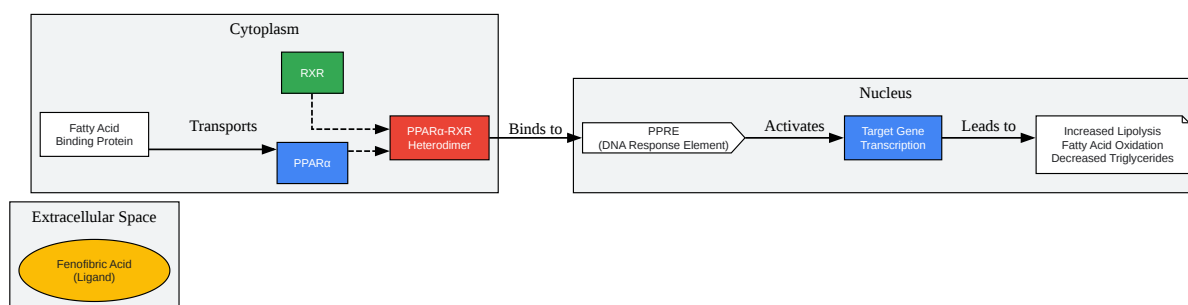 Cytoplasm
RXR
Fatty Acid
Binding Protein
Transports
PPARα
PPARα-RXR
Heterodimer
Binds to
Nucleus
PPRE
(DNA Response Element)
Activates
Target Gene
Transcription
Leads to
Increased Lipolysis
Fatty Acid Oxidation
Decreased Triglycerides
Extracellular Space
Fenofibric Acid
(Ligand)